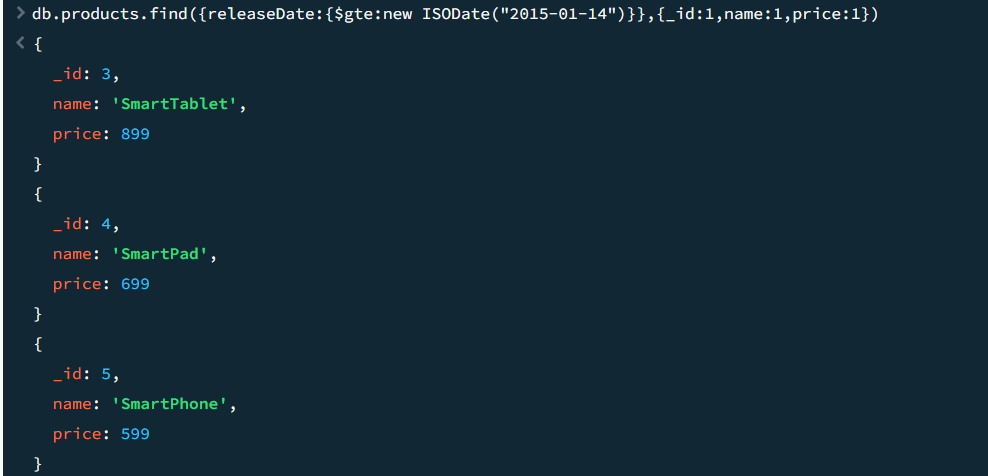 > db.products.find({releaseDate:{$gte:new ISODate("2015-01-14")}},{_id:1,name:1,price:1})
< {
_id: 3,
name: 'SmartTablet',
price: 899
}
{
_id: 4,
name: 'SmartPad',
price: 699
}
{
_id: 5,
name: 'SmartPhone',
price: 599
}